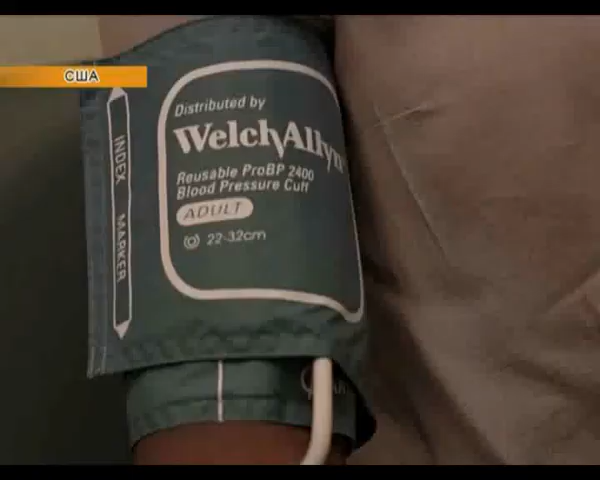 США
Distributed by
WelchAllyn
Reusable ProBP 2400
Blood Pressure Cuff
ADULT
22-32cm
INDEX MARKER